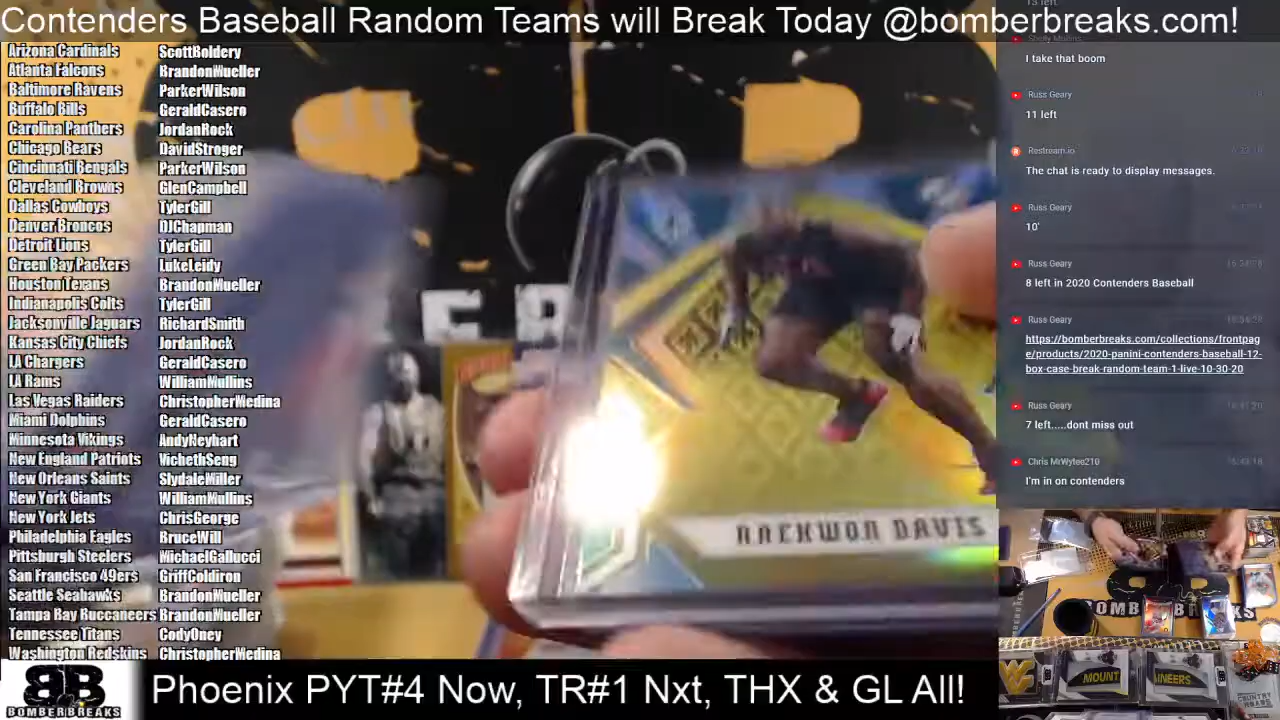 Contenders Baseball Random Teams will Break Today @bomberbreaks.com!
Arizona Cardinals ScottBoldery
Atlanta Falcons BrandonMueller
Baltimore Ravens ParkerWilson
Buffalo Bills GeraldCasero
Carolina Panthers JordanRock
Chicago Bears DavidStroger
Cincinnati Bengals ParkerWilson
Cleveland Browns GlenCampbell
Dallas Cowboys TylerGill
Denver Broncos DJChapman
Detroit Lions TylerGill
Green Bay Packers LukeLeidy
Houston Texans BrandonMueller
Indianapolis Colts TylerGill
Jacksonville Jaguars RichardSmith
Kansas City Chiefs JordanRock
LA Chargers GeraldCasero
LA Rams WilliamMullins
Las Vegas Raiders ChristopherMedina
Miami Dolphins GeraldCasero
Minnesota Vikings AndyNeyhart
New England Patriots VichethSeng
New Orleans Saints SlydaleMiller
New York Giants WilliamMullins
New York Jets ChrisGeorge
Philadelphia Eagles BruceWill
Pittsburgh Steelers MichaelGallucci
San Francisco 49ers GriffColdiron
Seattle Seahawks BrandonMueller
Tampa Bay Buccaneers BrandonMueller
Tennessee Titans CodyOney
Washington Redskins ChristopherMedina
RAEKWON DAVIS
I take that boom
Russ Geary
11 left
Restream.io
The chat is ready to display messages.
Russ Geary
10'
Russ Geary
8 left in 2020 Contenders Baseball
Russ Geary
https://bomberbreaks.com/collections/frontpag
e/products/2020-panini-contenders-baseball-12-
box-case-break-random-team-1-live-10-30-20
Russ Geary
7 left.....dont miss out
Chris MrWytee210
I'm in on contenders
MOUNT
AINEERS
BB
BOMBERBREAKS
Phoenix PYT#4 Now, TR#1 Nxt, THX & GL All!